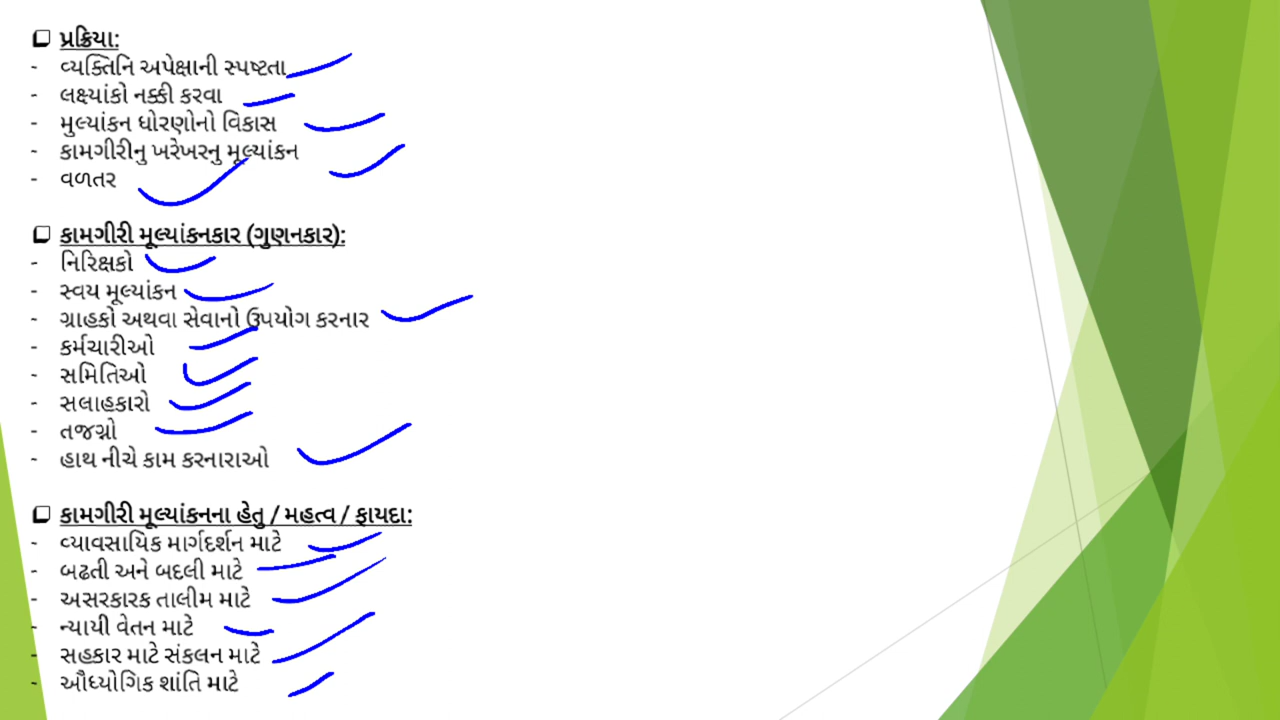 ❑ પ્રક્રિયા:
- વ્યક્તિનિ અપેક્ષાની સ્પષ્ટતા
- લક્ષ્યાંકો નક્કી કરવા
- મુલ્યાંકન ધોરણોનો વિકાસ
- કામગીરીનુ ખરેખરનુ મૂલ્યાંકન
- વળતર
❑ કામગીરી મૂલ્યાંકનકાર (ગુણનકાર):
- નિરિક્ષકો
- સ્વય મૂલ્યાંકન
- ગ્રાહકો અથવા સેવાનો ઉપયોગ કરનાર
- કર્મચારીઓ
- સમિતિઓ
- સલાહકારો
- તજજ્ઞો
- હાથ નીચે કામ કરનારાઓ
❑ કામગીરી મૂલ્યાંકનના હેતુ / મહત્વ / ફાયદા:
- વ્યાવસાયિક માર્ગદર્શન માટે
- બઢતી અને બદલી માટે
- અસરકારક તાલીમ માટે
- ન્યાયી વેતન માટે
- સહકાર માટે સંકલન માટે
- ઔધ્યોગિક શાંતિ માટે